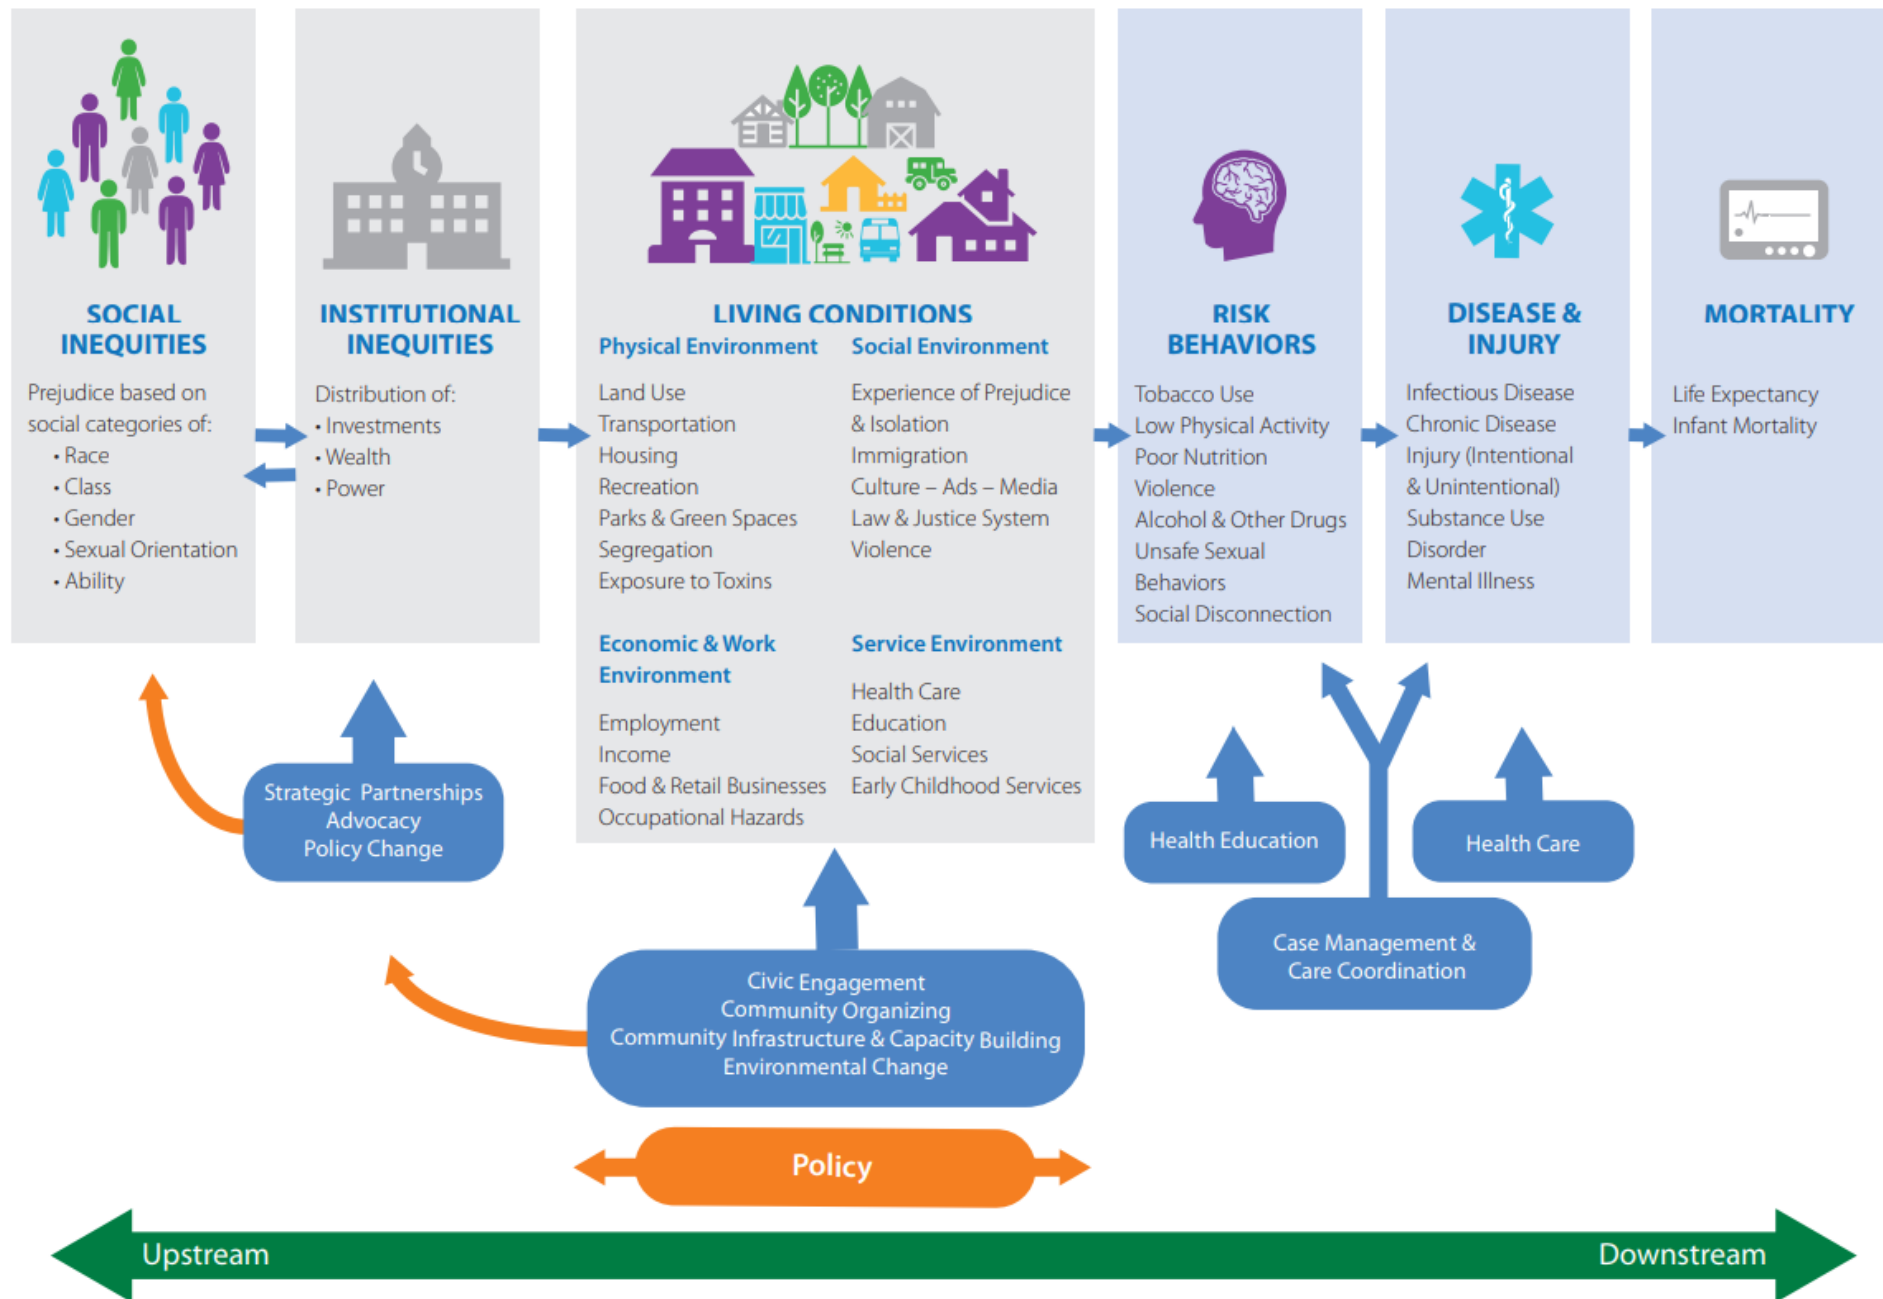 SOCIAL
INEQUITIES
Prejudice based on
social categories of:
• Race
• Class
• Gender
• Sexual Orientation
• Ability
INSTITUTIONAL
INEQUITIES
Distribution of:
• Investments
• Wealth
• Power
LIVING CONDITIONS
Physical Environment
Land Use
Transportation
Housing
Recreation
Parks & Green Spaces
Segregation
Exposure to Toxins
Social Environment
Experience of Prejudice
& Isolation
Immigration
Culture – Ads – Media
Law & Justice System
Violence
Economic & Work
Environment
Employment
Income
Food & Retail Businesses
Occupational Hazards
Service Environment
Health Care
Education
Social Services
Early Childhood Services
RISK
BEHAVIORS
Tobacco Use
Low Physical Activity
Poor Nutrition
Violence
Alcohol & Other Drugs
Unsafe Sexual
Behaviors
Social Disconnection
DISEASE &
INJURY
Infectious Disease
Chronic Disease
Injury (Intentional
& Unintentional)
Substance Use
Disorder
Mental Illness
MORTALITY
Life Expectancy
Infant Mortality
Strategic Partnerships
Advocacy
Policy Change
Civic Engagement
Community Organizing
Community Infrastructure & Capacity Building
Environmental Change
Health Education
Health Care
Case Management &
Care Coordination
Policy
Upstream
Downstream